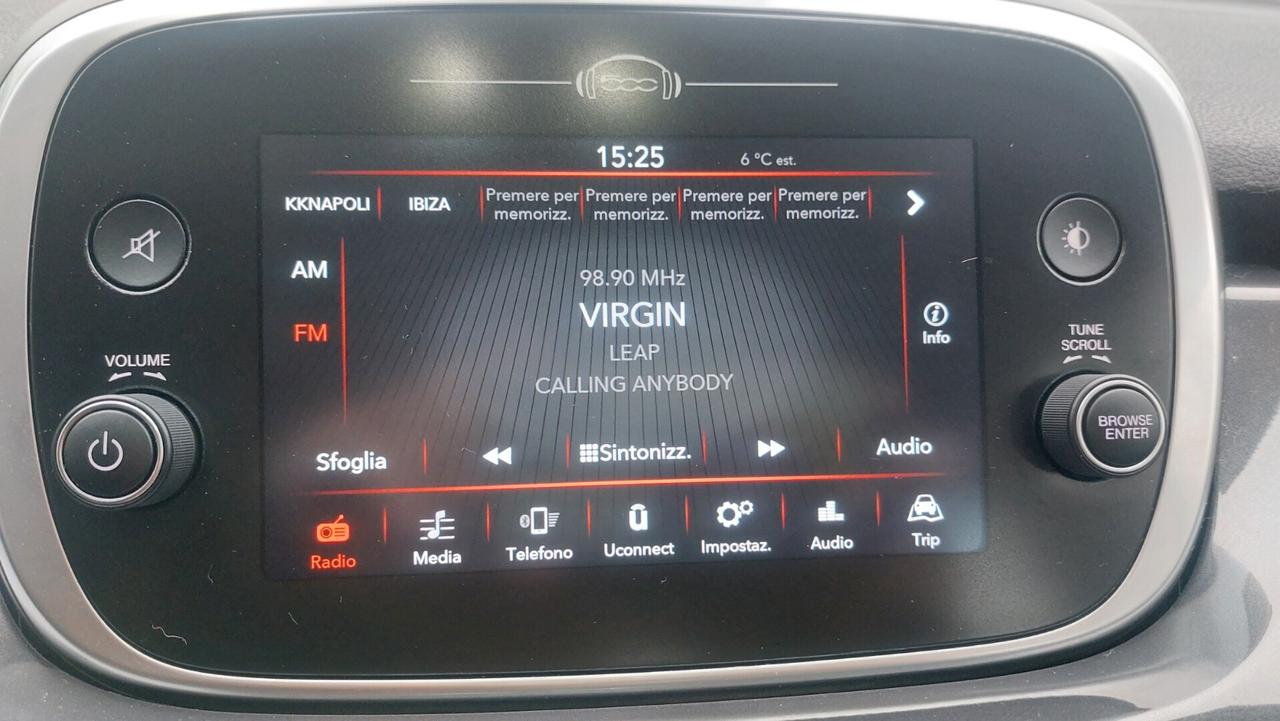 500
15:25
6 °C est.
KKNAPOLI
IBIZA
Premere per
memorizz.
Premere per
memorizz.
Premere per
memorizz.
Premere per
memorizz.
AM
98.90 MHz
VIRGIN
FM
LEAP
CALLING ANYBODY
Info
VOLUME
TUNE
SCROLL
BROWSE
ENTER
Sfoglia
Sintonizz.
Audio
Radio
Media
Telefono
Uconnect
Impostaz.
Audio
Trip